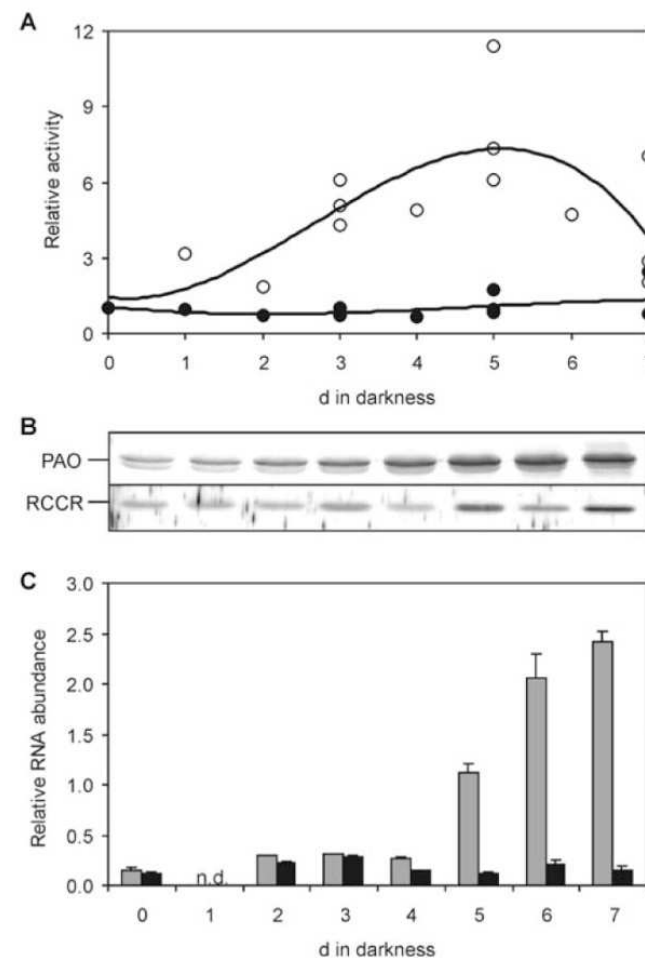 A
12
9
6
3
0
Relative activity
0 1 2 3 4 5 6 7
d in darkness
B
PAO
RCCR
C
3.0
2.5
2.0
1.5
1.0
0.5
0.0
Relative RNA abundance
n.d.
0 1 2 3 4 5 6 7
d in darkness